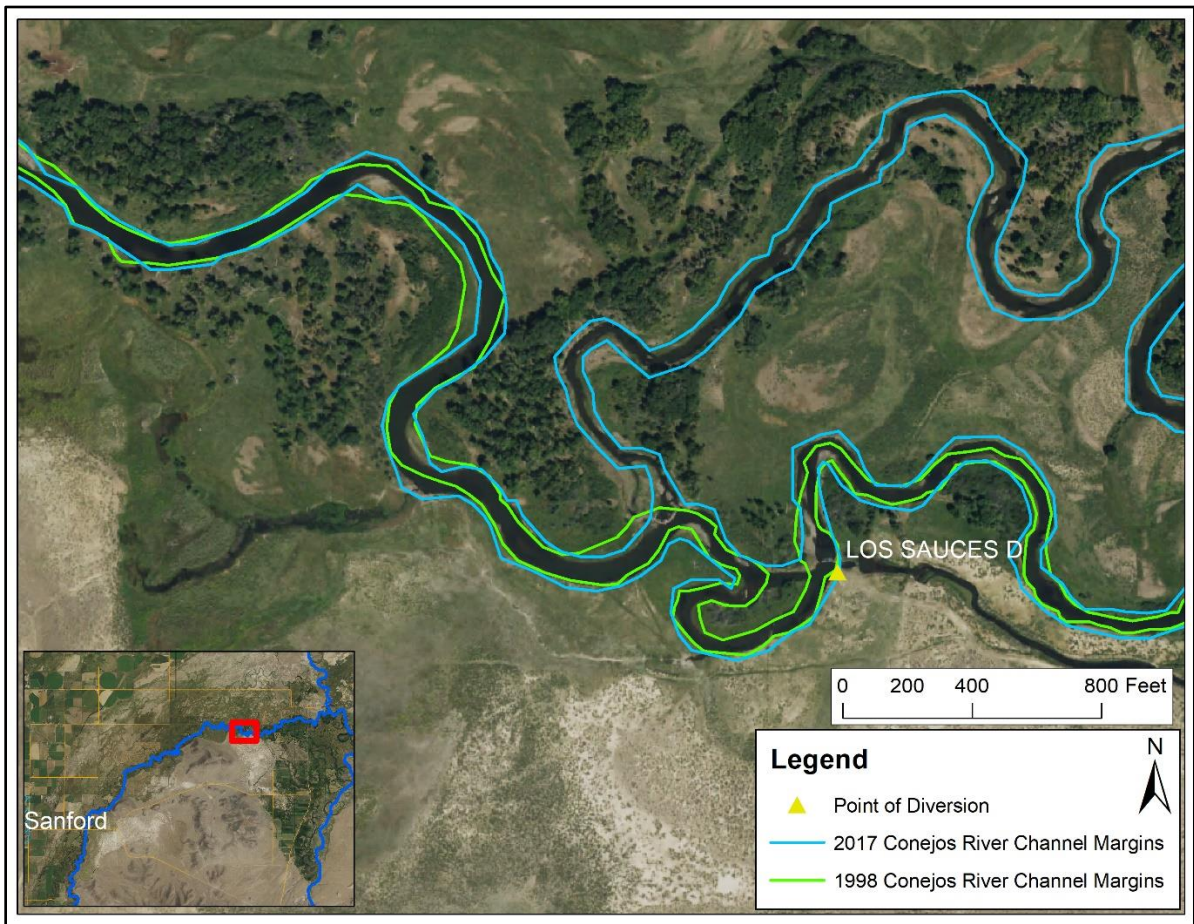 LOS SAUCES D
0 200 400 800 Feet
Sanford
Legend
N
Point of Diversion
2017 Conejos River Channel Margins
1998 Conejos River Channel Margins